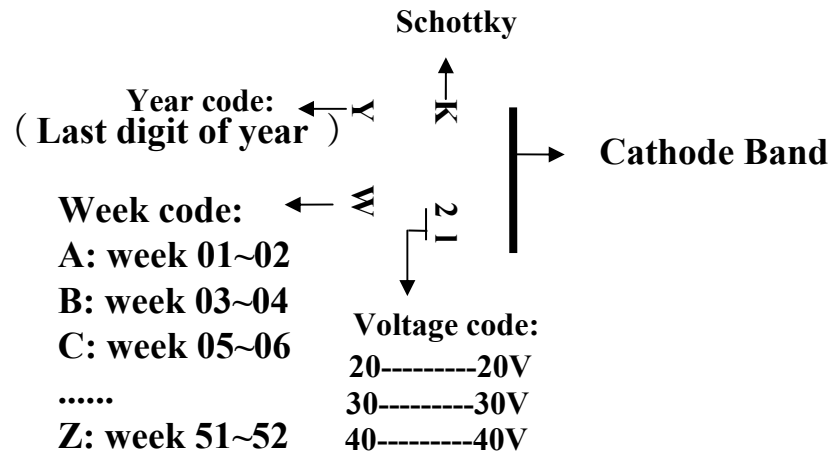 Schottky
Year code:
( Last digit of year )
Y K
Cathode Band
W 2 1
Week code:
A: week 01~02
B: week 03~04
C: week 05~06
......
Z: week 51~52
Voltage code:
20---------20V
30---------30V
40---------40V